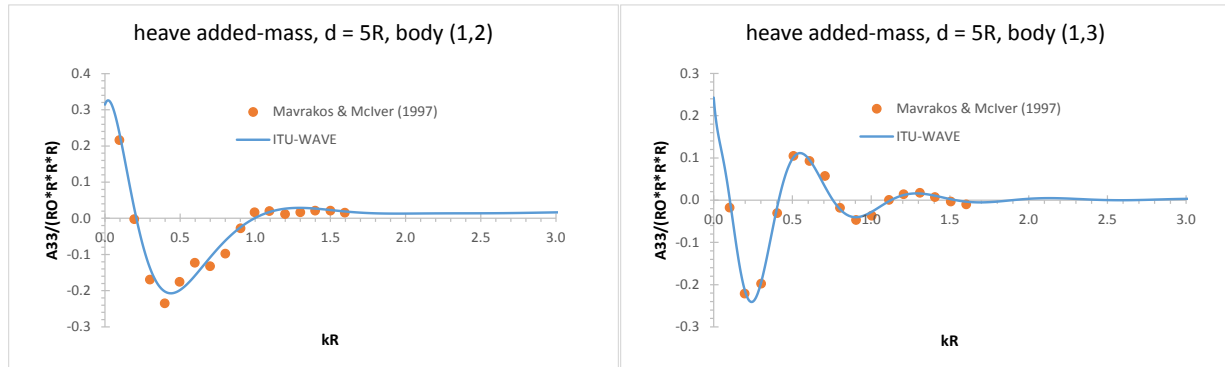 heave added-mass, d = 5R, body (1,2)
0.4
0.3
0.2
0.1
0.0
-0.1
-0.2
-0.3
0.0
0.5
1.0
1.5
2.0
2.5
3.0
A33/(RO*R*R*R)
kR
Mavrakos & McIver (1997)
ITU-WAVE
heave added-mass, d = 5R, body (1,3)
0.3
0.2
0.1
0.0
-0.1
-0.2
-0.3
0.0
0.5
1.0
1.5
2.0
2.5
3.0
A33/(RO*R*R*R)
kR
Mavrakos & McIver (1997)
ITU-WAVE